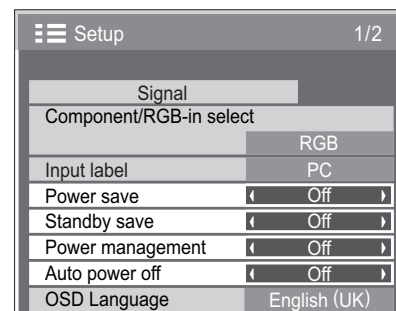 Setup 1/2
Signal
Component/RGB-in select
RGB
Input label PC
Power save Off
Standby save Off
Power management Off
Auto power off Off
OSD Language English (UK)